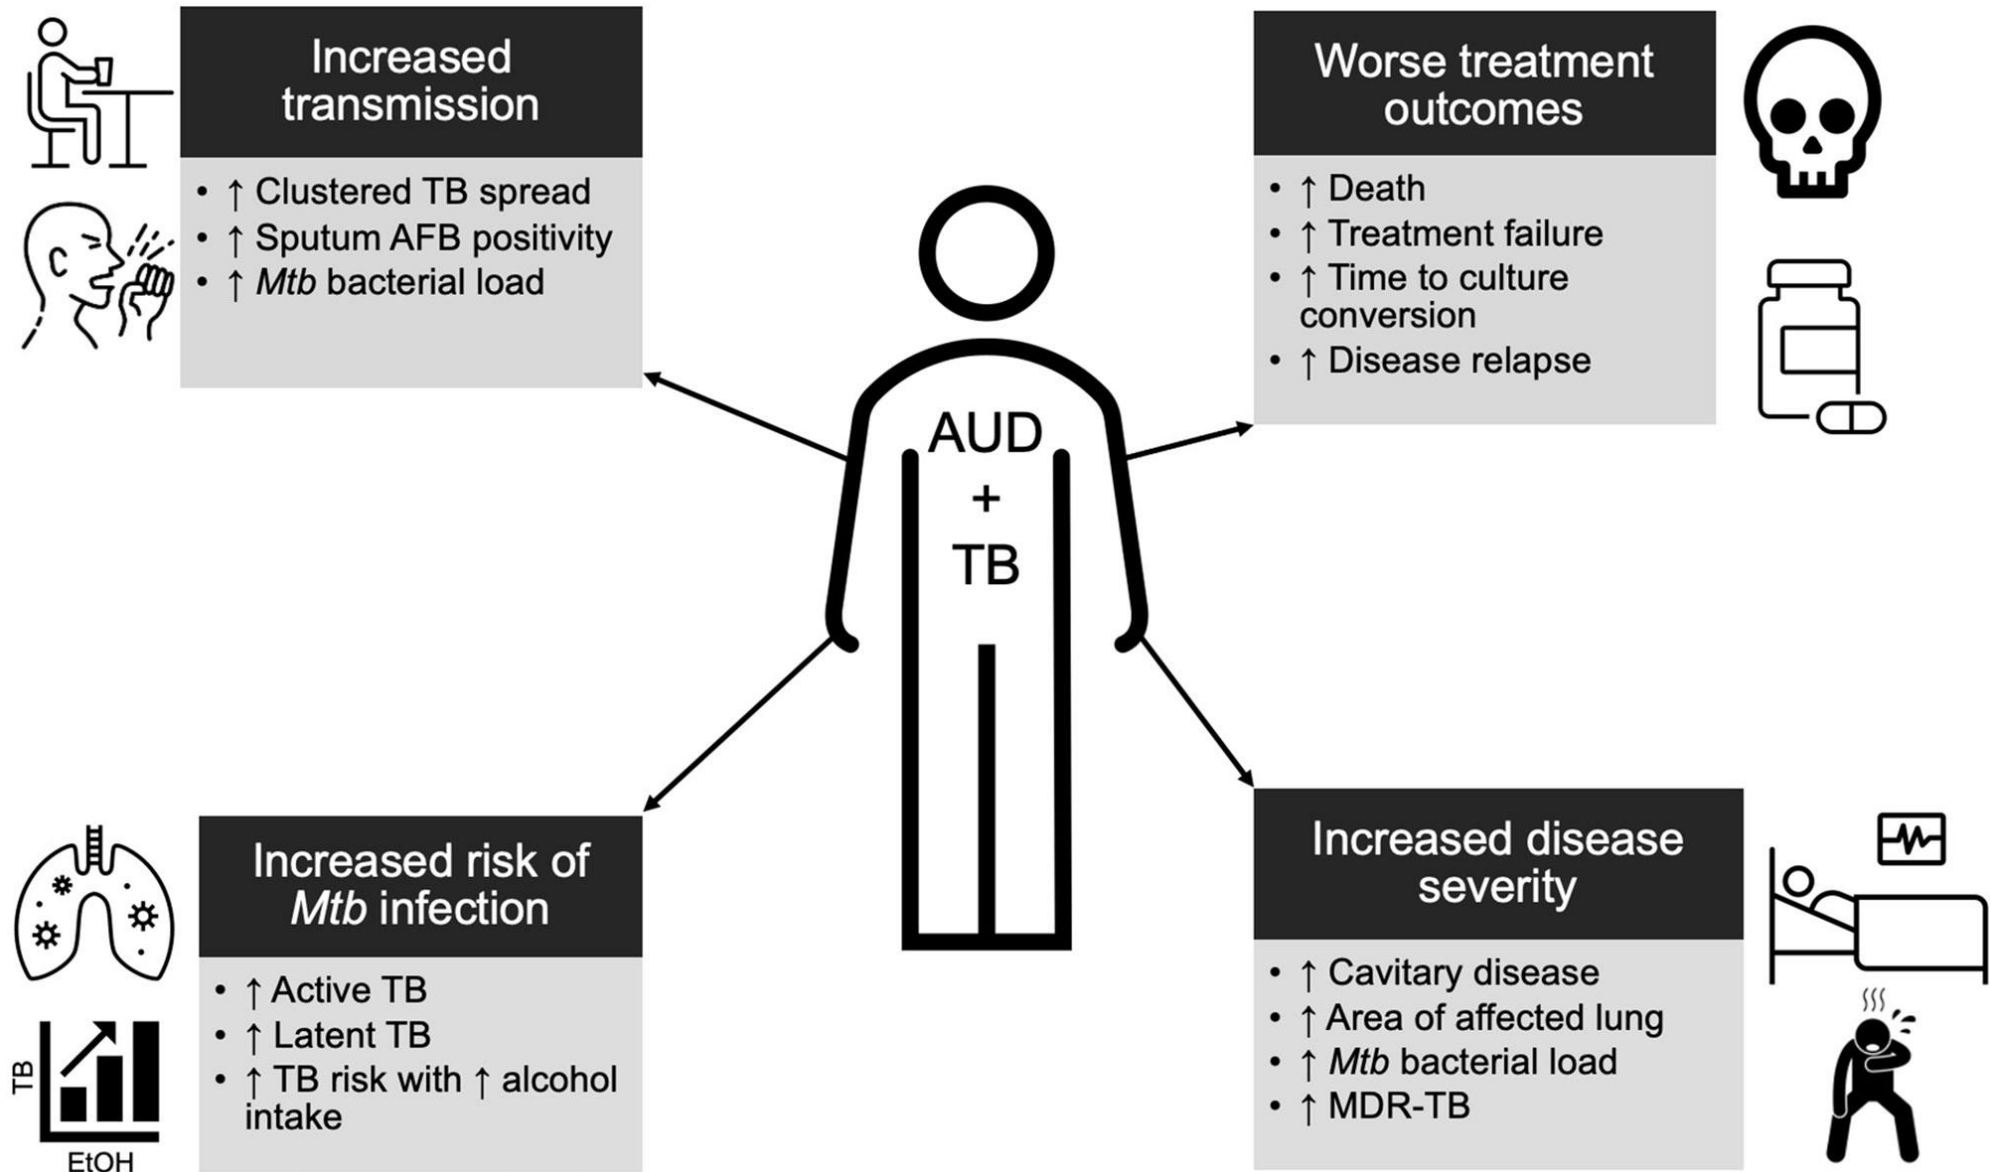 Increased
transmission
• ↑ Clustered TB spread
• ↑ Sputum AFB positivity
• ↑ Mtb bacterial load
Worse treatment
outcomes
• ↑ Death
• ↑ Treatment failure
• ↑ Time to culture
conversion
• ↑ Disease relapse
AUD
+
TB
Increased risk of
Mtb infection
• ↑ Active TB
• ↑ Latent TB
• ↑ TB risk with ↑ alcohol
intake
TB
EtOH
Increased disease
severity
• ↑ Cavitary disease
• ↑ Area of affected lung
• ↑ Mtb bacterial load
• ↑ MDR-TB